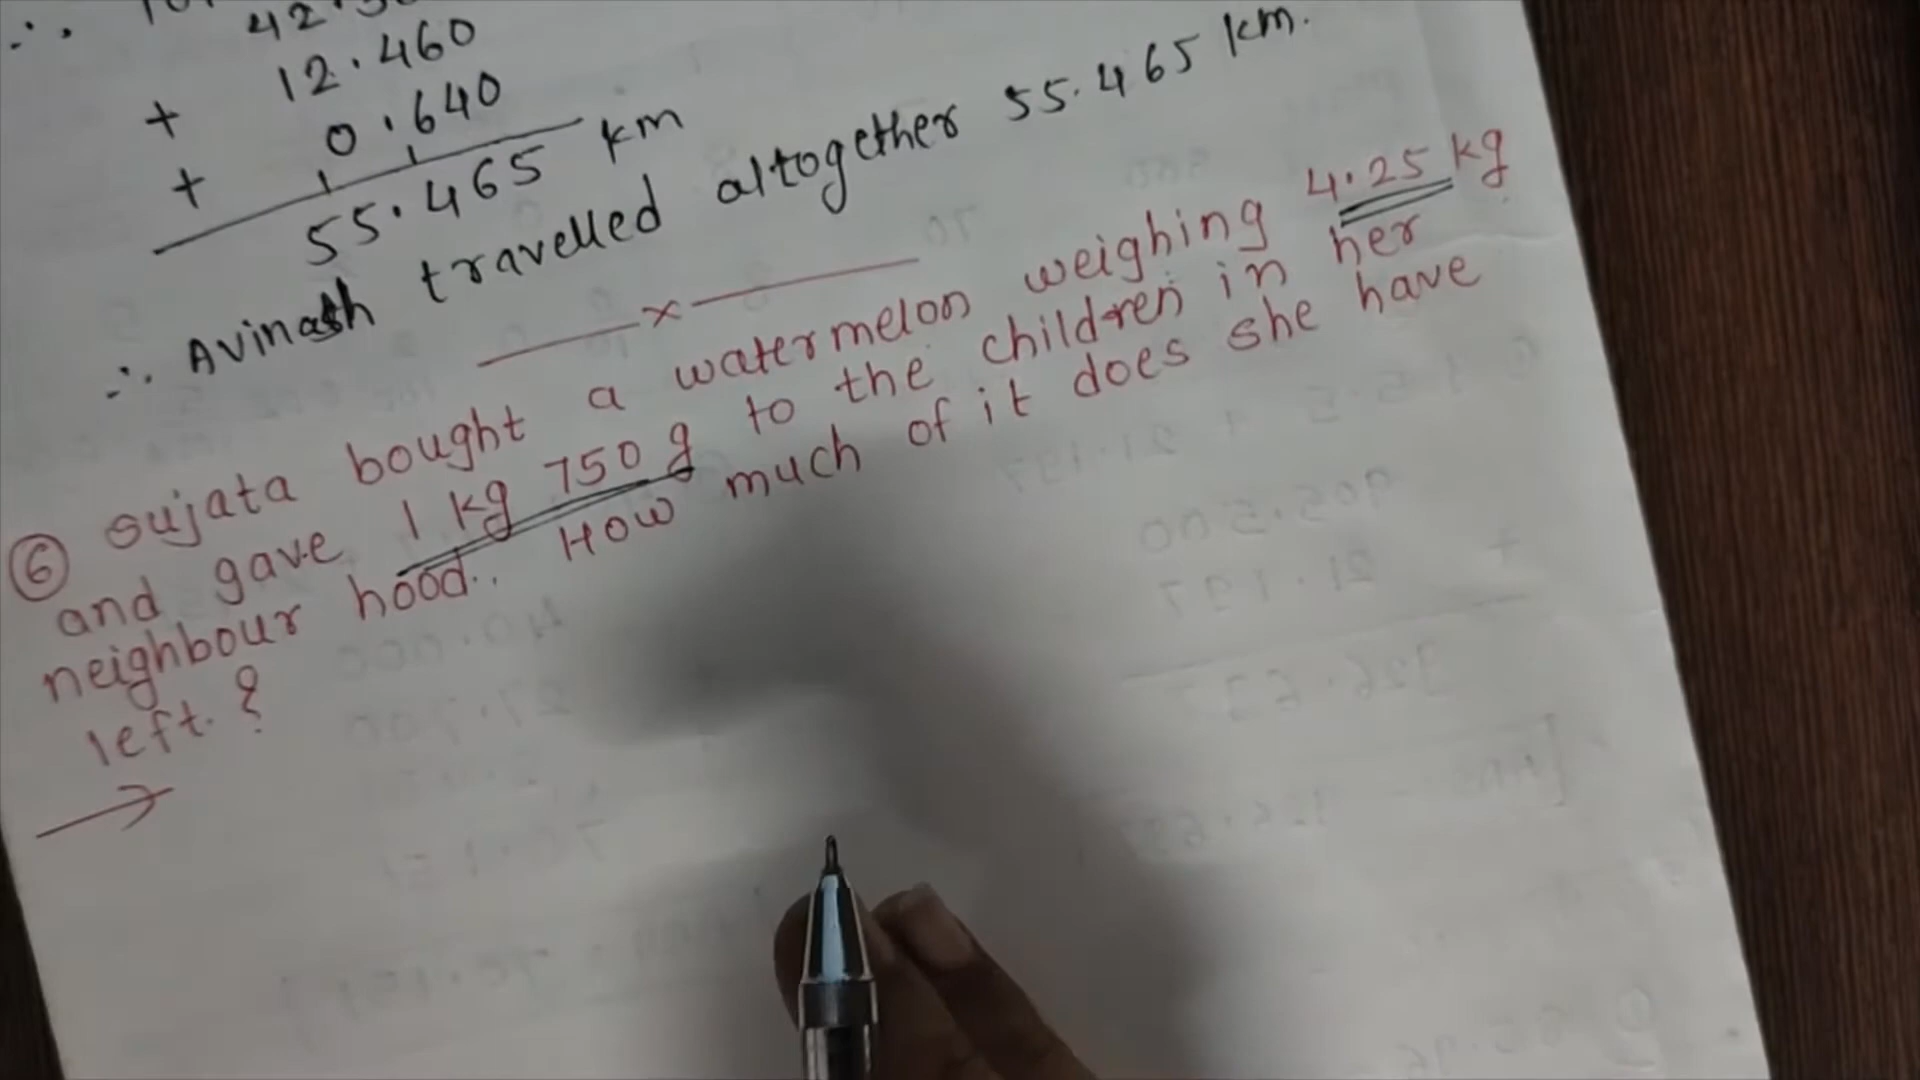 12.460
+ 0.640
+
55.465 km
∴ Avinash travelled altogether 55.465 km.
x
⑥ Sujata bought a watermelon weighing 4.25 kg
and gave 1 kg 750 g to the children in her
neighbour hood.. How much of it does she have
left. ?